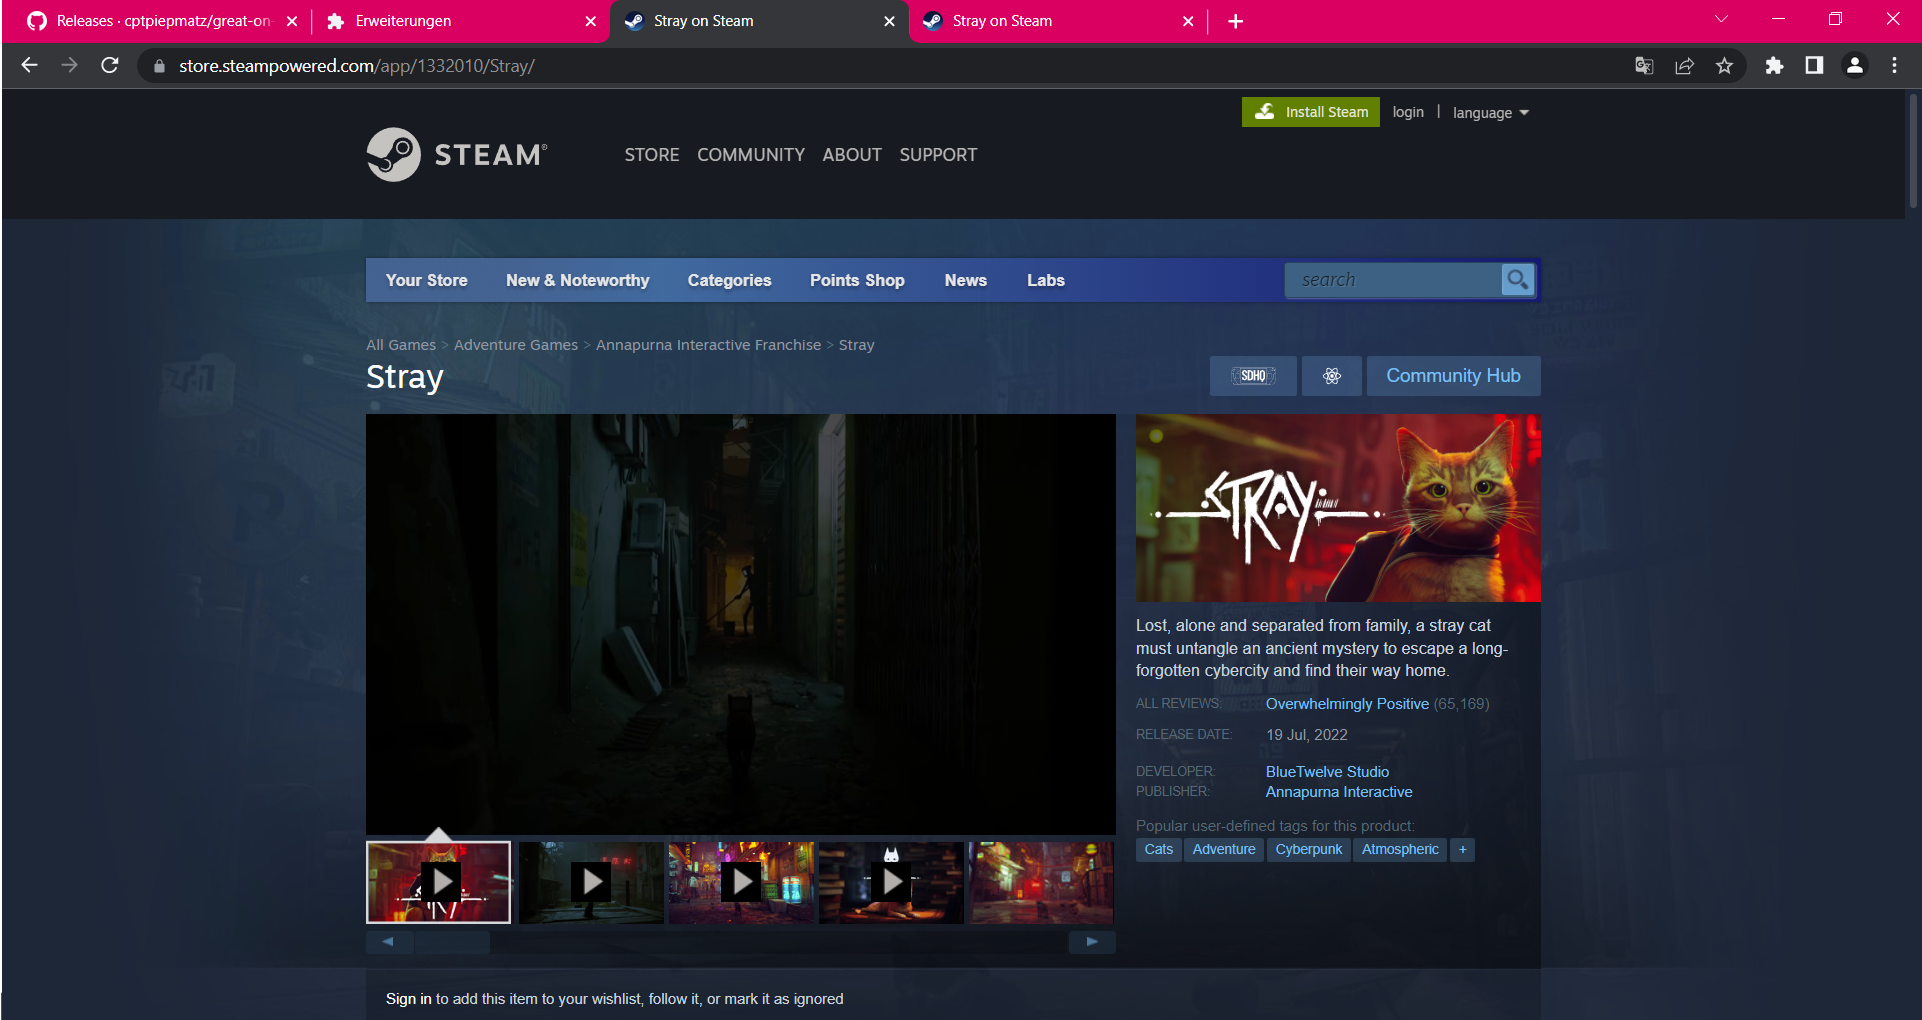 Releases · cptpiepmatz/great-on-
Erweiterungen
Stray on Steam
Stray on Steam
store.steampowered.com/app/1332010/Stray/
Install Steam
login | language
STEAM®
STORE COMMUNITY ABOUT SUPPORT
Your Store New & Noteworthy Categories Points Shop News Labs
search
All Games > Adventure Games > Annapurna Interactive Franchise > Stray
Stray
SDHQ
Community Hub
STRAY
Lost, alone and separated from family, a stray cat
must untangle an ancient mystery to escape a long-
forgotten cybercity and find their way home.
ALL REVIEWS: Overwhelmingly Positive (65,169)
RELEASE DATE: 19 Jul, 2022
DEVELOPER: BlueTwelve Studio
PUBLISHER: Annapurna Interactive
Popular user-defined tags for this product:
Cats Adventure Cyberpunk Atmospheric +
Sign in to add this item to your wishlist, follow it, or mark it as ignored